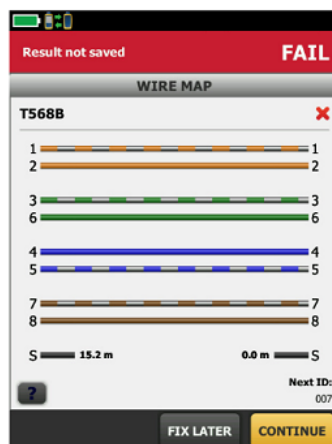 Result not saved FAIL
WIRE MAP
T568B
1 1
2 2
3 3
6 6
4 4
5 5
7 7
8 8
S 15.2 m 0.0 m S
? Next ID:
007
FIX LATER CONTINUE